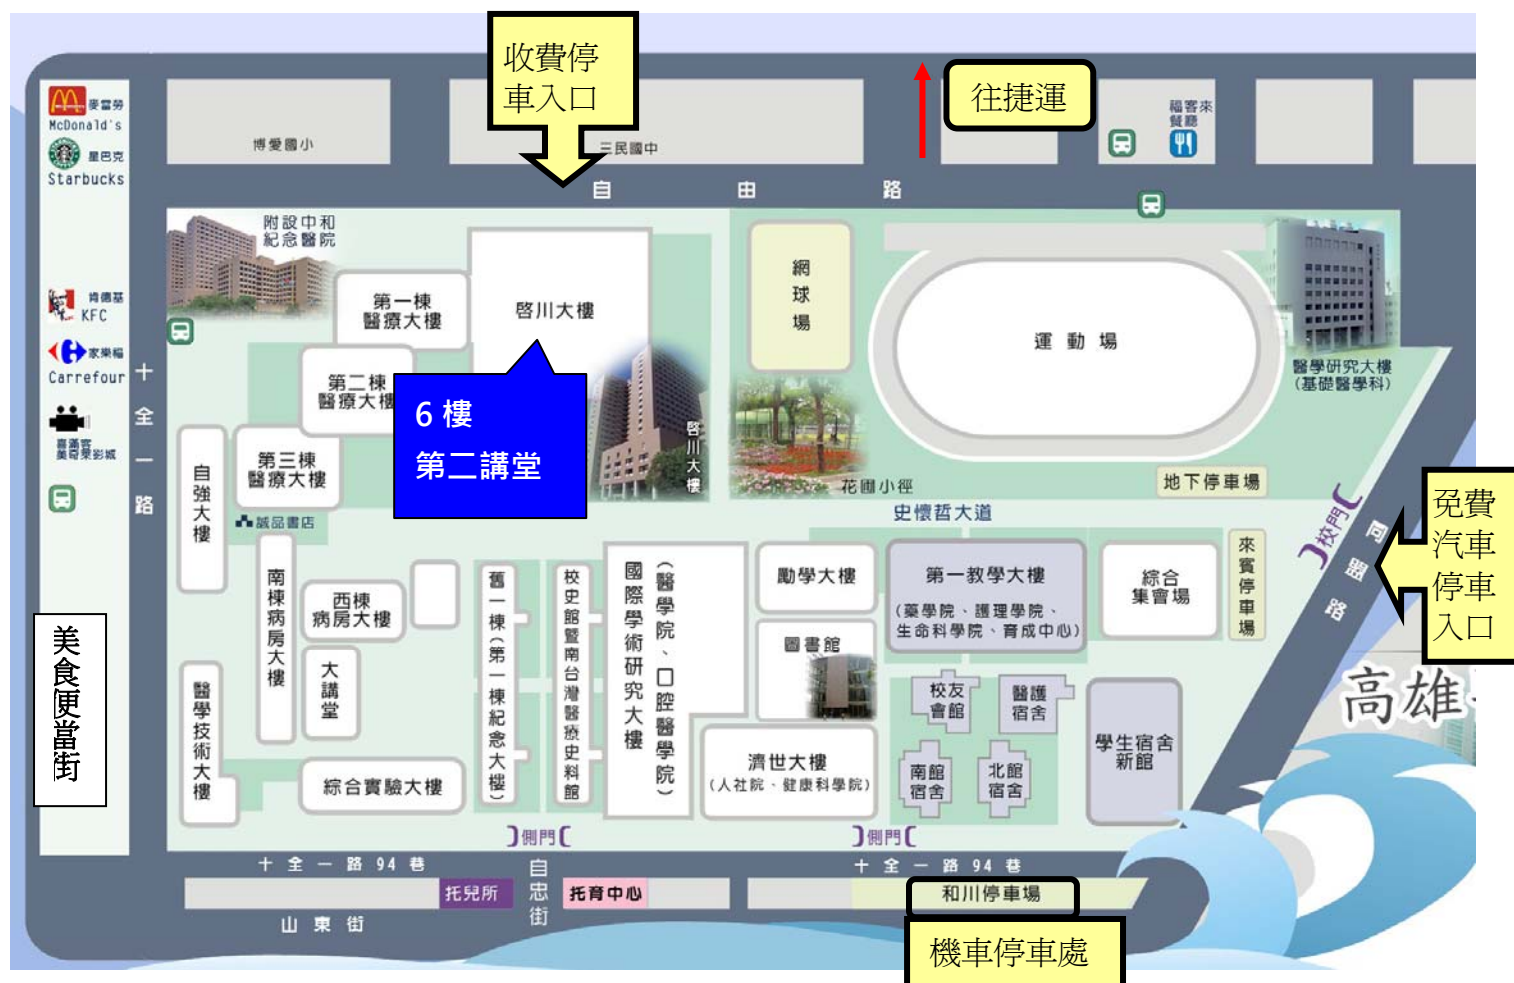 收費停
車入口
往捷運
麥當勞
McDonald's
星巴克
Starbucks
博愛國小
三民國中
福客來
餐廳
自由路
附設中和
紀念醫院
第一棟
醫療大樓
啓川大樓
網球場
運動場
醫學研究大樓
(基礎醫學科)
肯德基
KFC
家樂福
Carrefour
十全一路
第二棟
醫療大樓
6 樓
第二講堂
啓川大樓
喜滿客
美奇萊影城
自強大樓
第三棟
醫療大樓
誠品書店
花圃小徑
地下停車場
史懷哲大道
校門
同盟路
免費
汽車
停車
入口
南棟病房大樓
西棟
病房大樓
大講堂
舊一棟(第一棟紀念大樓)
校史館暨南台灣醫療史料館
國際學術研究大樓
(醫學院、口腔醫學院)
勵學大樓
第一教學大樓
(藥學院、護理學院、
生命科學院、育成中心)
綜合
集會場
來賓停車場
圖書館
美食便當街
醫學技術大樓
綜合實驗大樓
濟世大樓
(人社院、健康科學院)
校友
會館
醫護
宿舍
南館
宿舍
北館
宿舍
學生宿舍
新館
高雄
側門
側門
十全一路94巷
十全一路94巷
自忠街
托兒所
托育中心
和川停車場
山東街
機車停車處